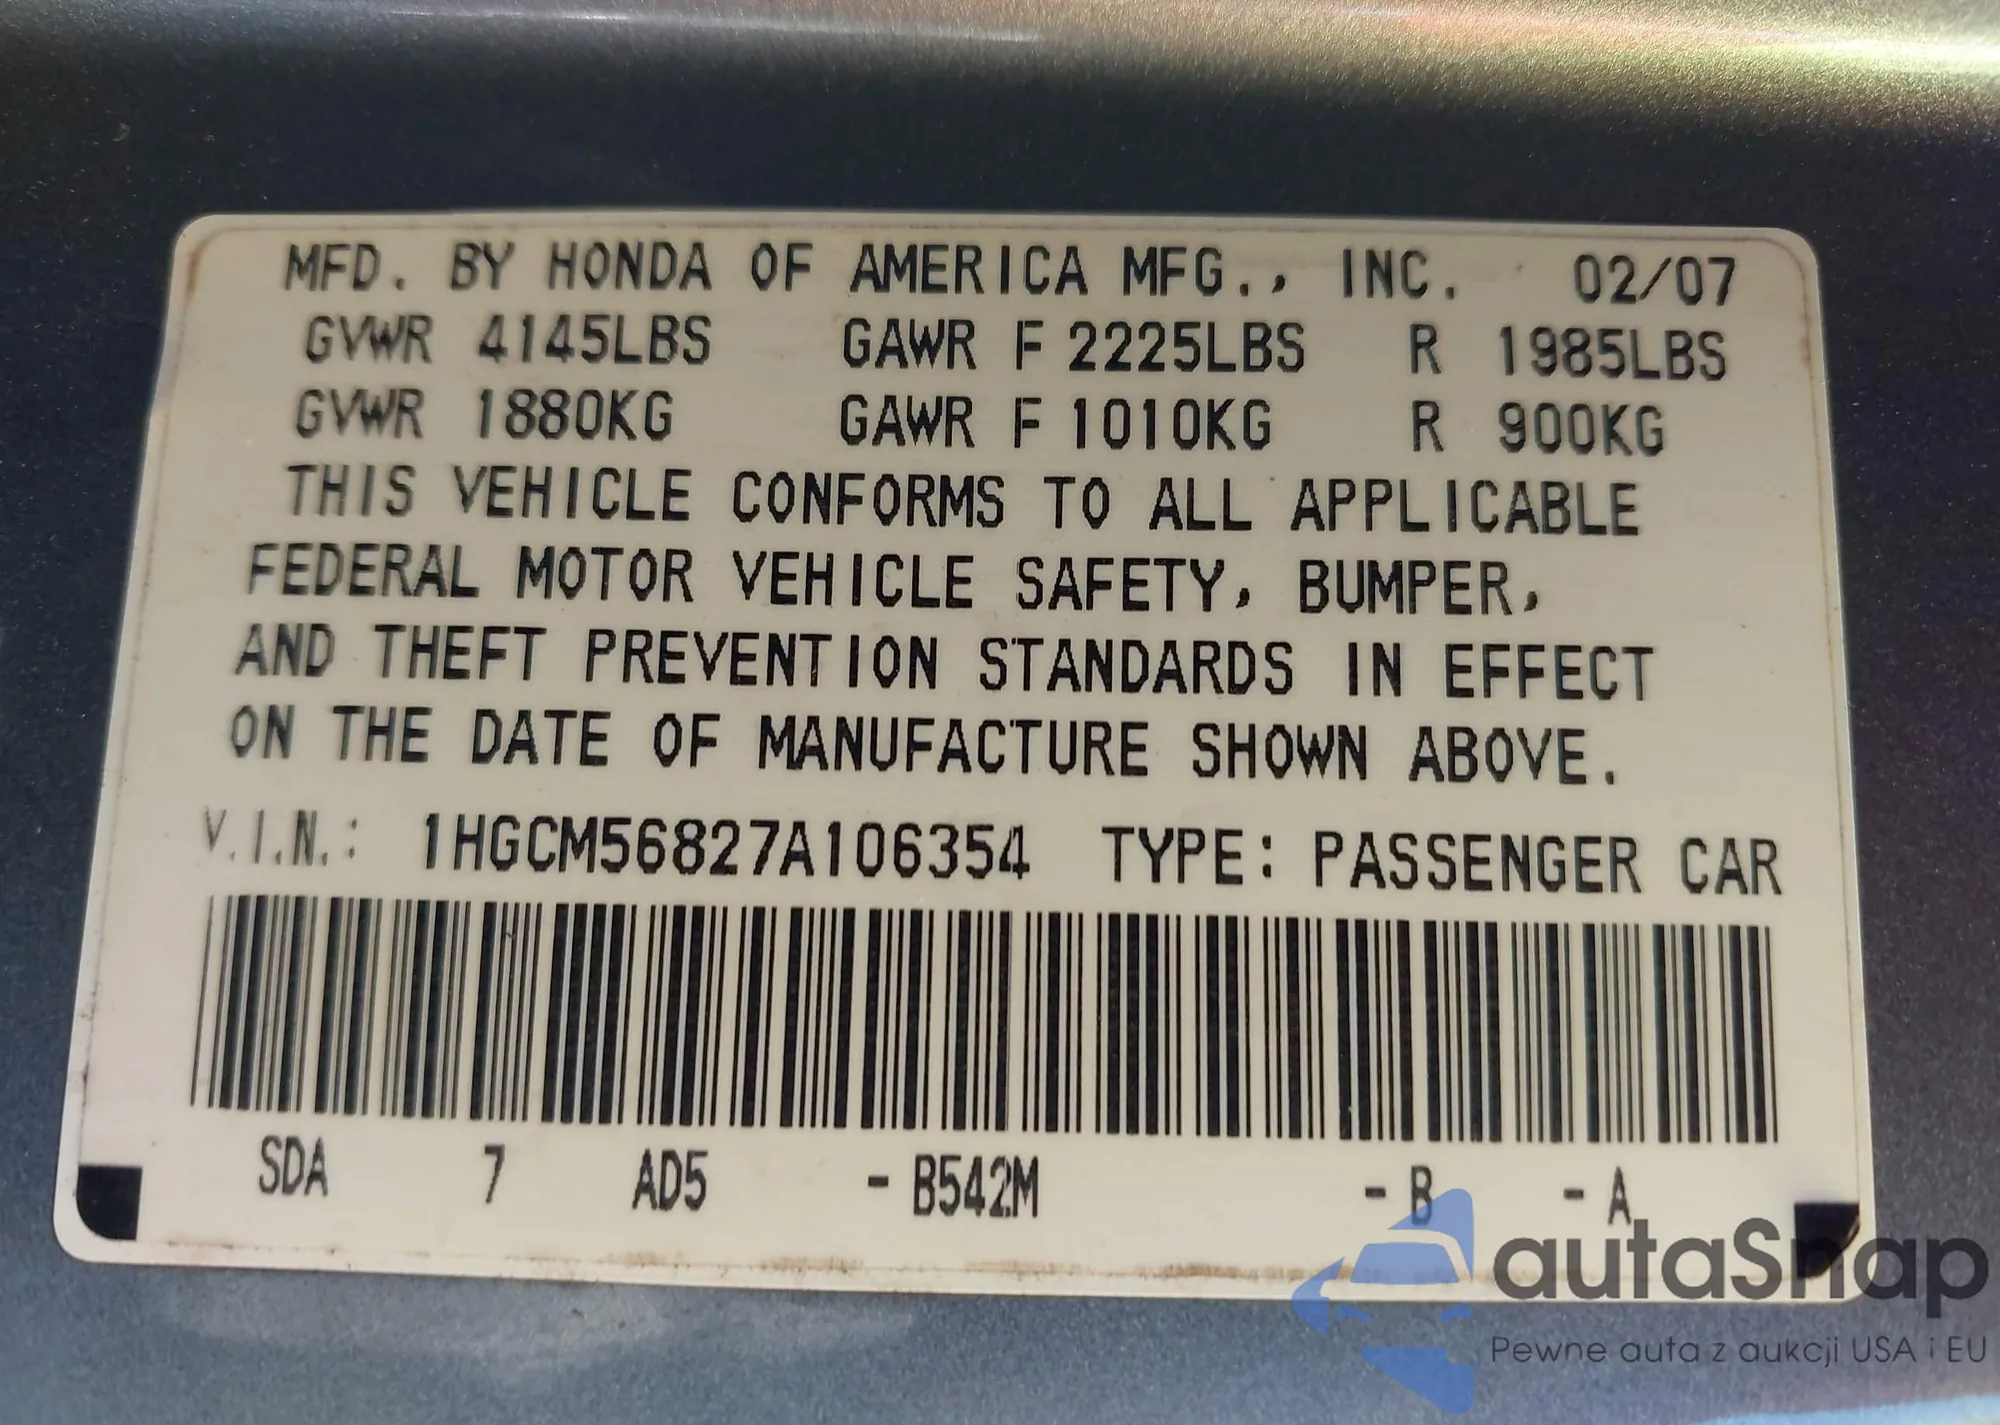 MFD. BY HONDA OF AMERICA MFG., INC. 02/07
GVWR 4145LBS GAWR F 2225LBS R 1985LBS
GVWR 1880KG GAWR F 1010KG R 900KG
THIS VEHICLE CONFORMS TO ALL APPLICABLE
FEDERAL MOTOR VEHICLE SAFETY, BUMPER,
AND THEFT PREVENTION STANDARDS IN EFFECT
ON THE DATE OF MANUFACTURE SHOWN ABOVE.
V.I.N.: 1HGCM56827A106354 TYPE: PASSENGER CAR
SDA 7 AD5 - B542M - B - A
autaSnap
Pewne auta z aukcji USA i EU